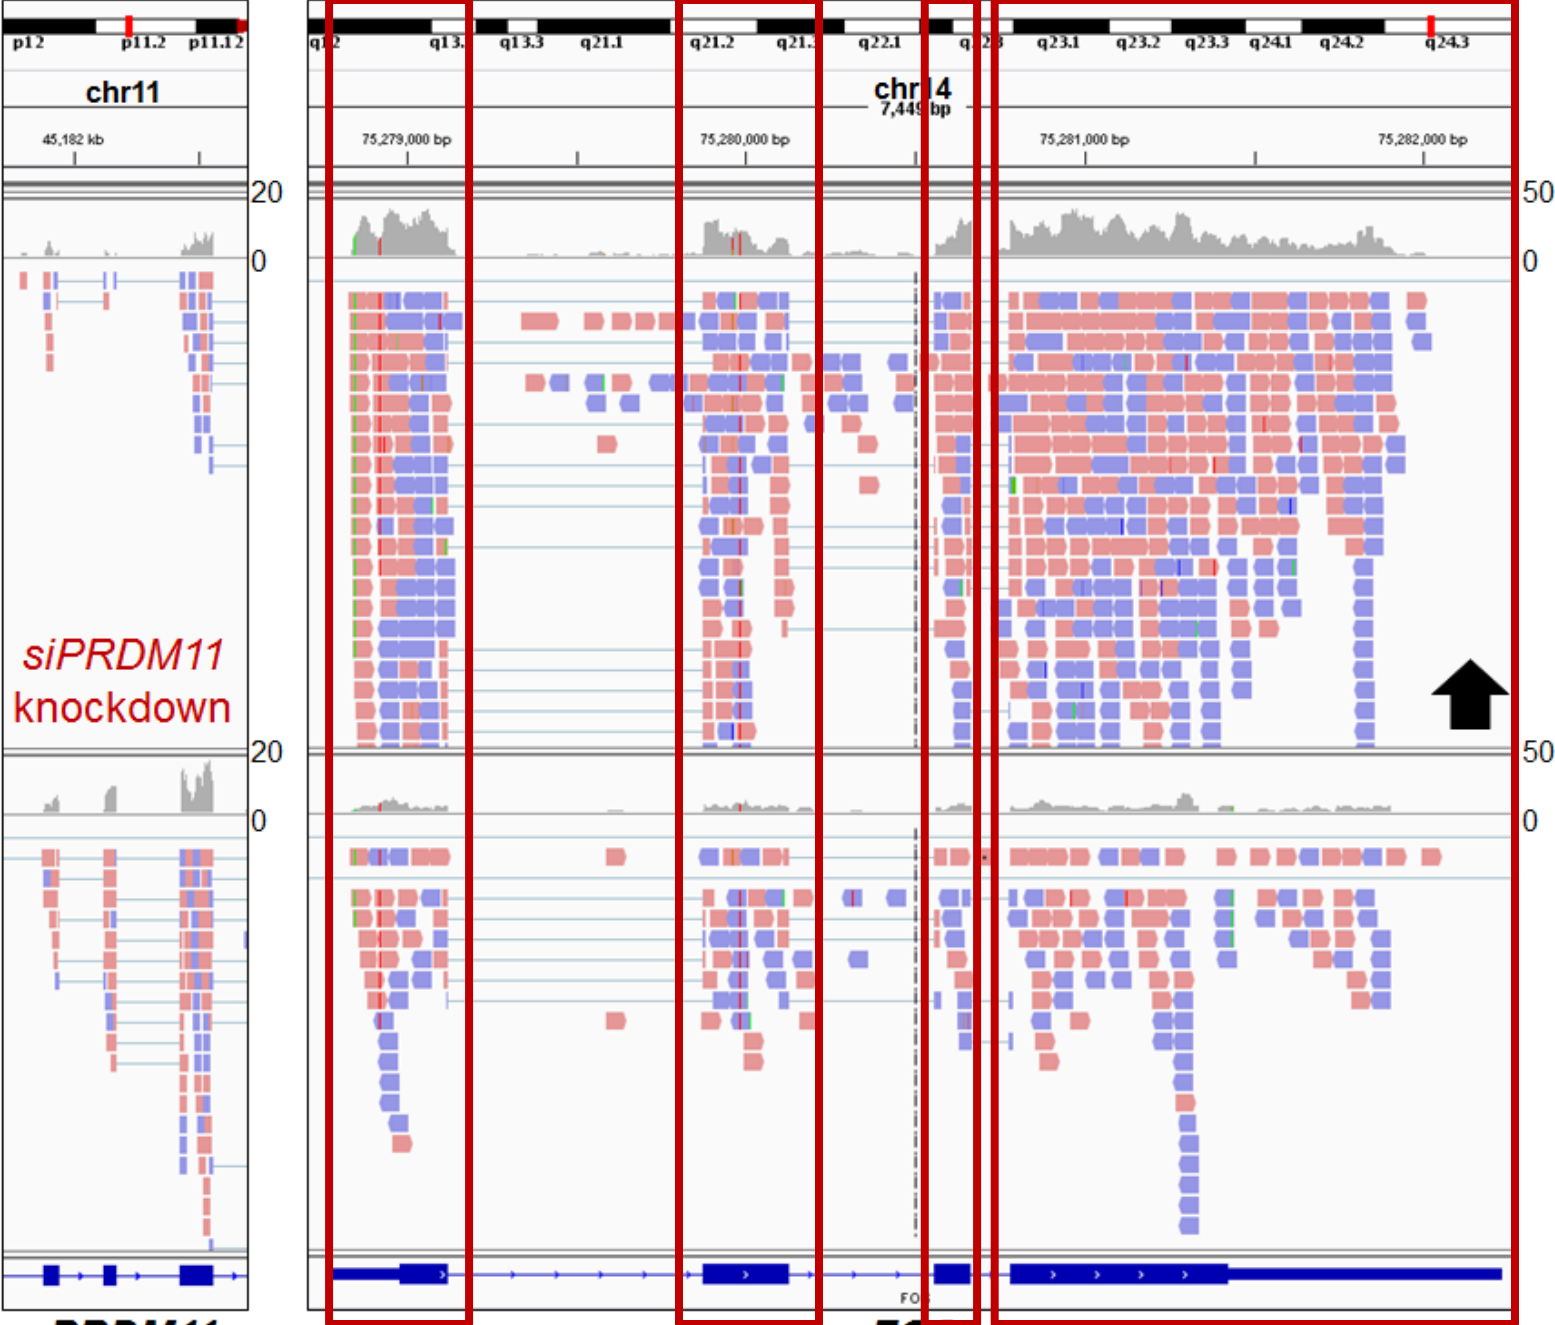 p12 p11.2 p11.12
q13.3 q21.1 q21.2 q22.1 q23.1 q23.2 q23.3 q24.1 q24.2 q24.3
chr11
chr14
7,449 bp
45,182 kb
75,279,000 bp 75,280,000 bp 75,281,000 bp 75,282,000 bp
20
50
0
0
siPRDM11
knockdown
20
50
0
0